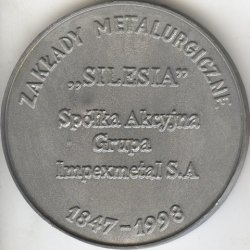 ZAKŁADY METALURGICZNE
„SILESIA”
Spółka Akcyjna
Grupa
Impexmetal S.A
1847-1998